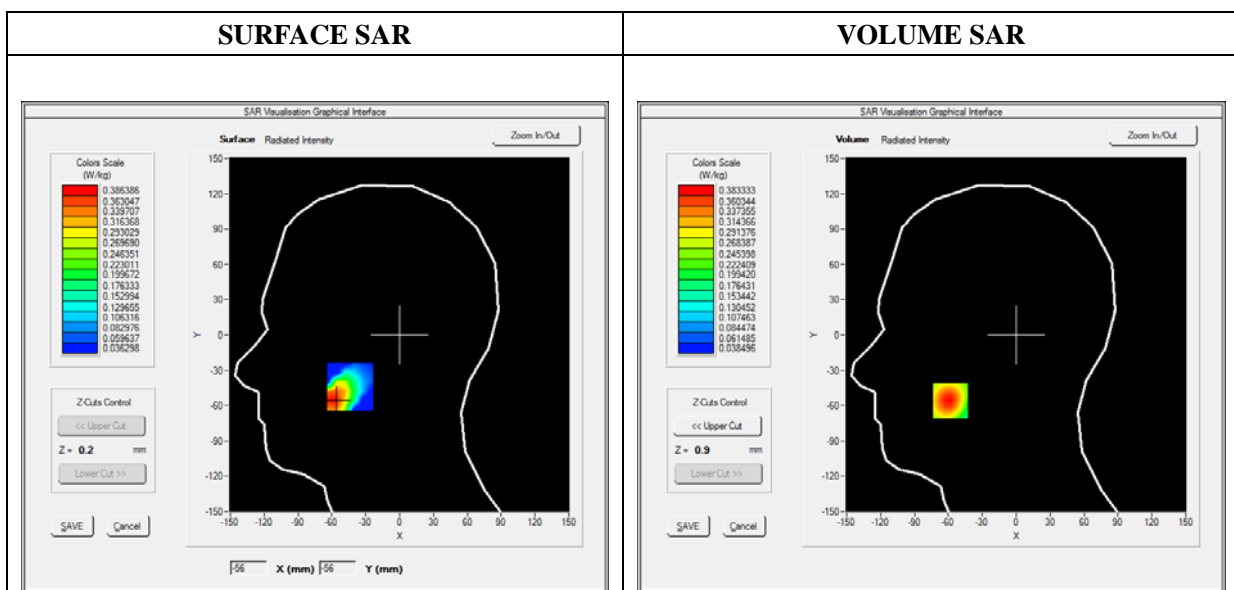 SURFACE SAR
VOLUME SAR
SAR Visualisation Graphical Interface
Surface Radiated Intensity
Zoom In/Out
Colors Scale
(W/kg)
0.386386
0.363047
0.339707
0.316368
0.293029
0.269690
0.246351
0.223011
0.199672
0.176333
0.152994
0.129655
0.106316
0.082976
0.059637
0.036298
Z-Cuts Control
<< Upper Cut
Z = 0.2 mm
Lower Cut >>
SAVE Cancel
150
120
90
60
30
0
-30
-60
-90
-120
-150
Y
-150 -120 -90 -60 -30 0 30 60 90 120 150
X
-56 X (mm) -56 Y (mm)
SAR Visualisation Graphical Interface
Volume Radiated Intensity
Zoom In/Out
Colors Scale
(W/kg)
0.383333
0.360344
0.337355
0.314366
0.291376
0.268387
0.245398
0.222409
0.199420
0.176431
0.153442
0.130452
0.107463
0.084474
0.061485
0.038496
Z-Cuts Control
<< Upper Cut
Z = 0.9 mm
Lower Cut >>
SAVE Cancel
150
120
90
60
30
0
-30
-60
-90
-120
-150
Y
-150 -120 -90 -60 -30 0 30 60 90 120 150
X